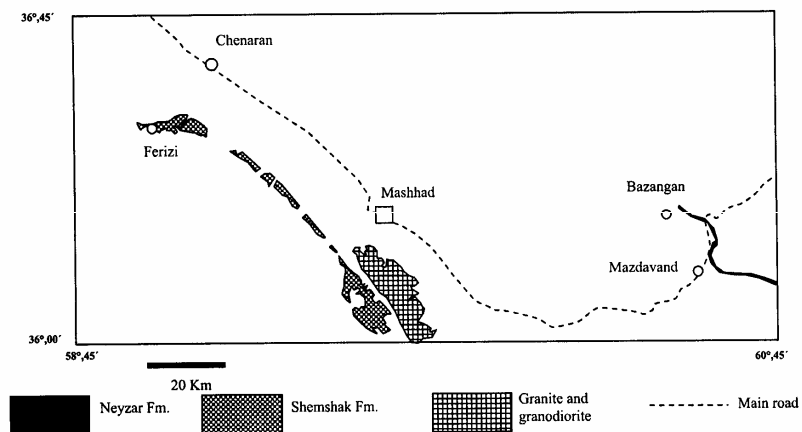 36°,45´
Chenaran
Ferizi
Mashhad
Bazangan
Mazdavand
36°,00´
58°,45´
60°,45´
20 Km
Neyzar Fm.
Shemshak Fm.
Granite and
granodiorite
Main road